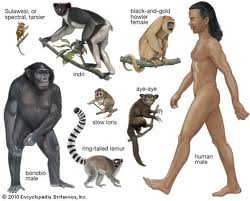 Sulawesi, or
spectral, tarsier
indri
black-and-gold
howler
female
slow loris
aye-aye
ring-tailed lemur
bonobo
male
human
male
© 2010 Encyclopædia Britannica, Inc.